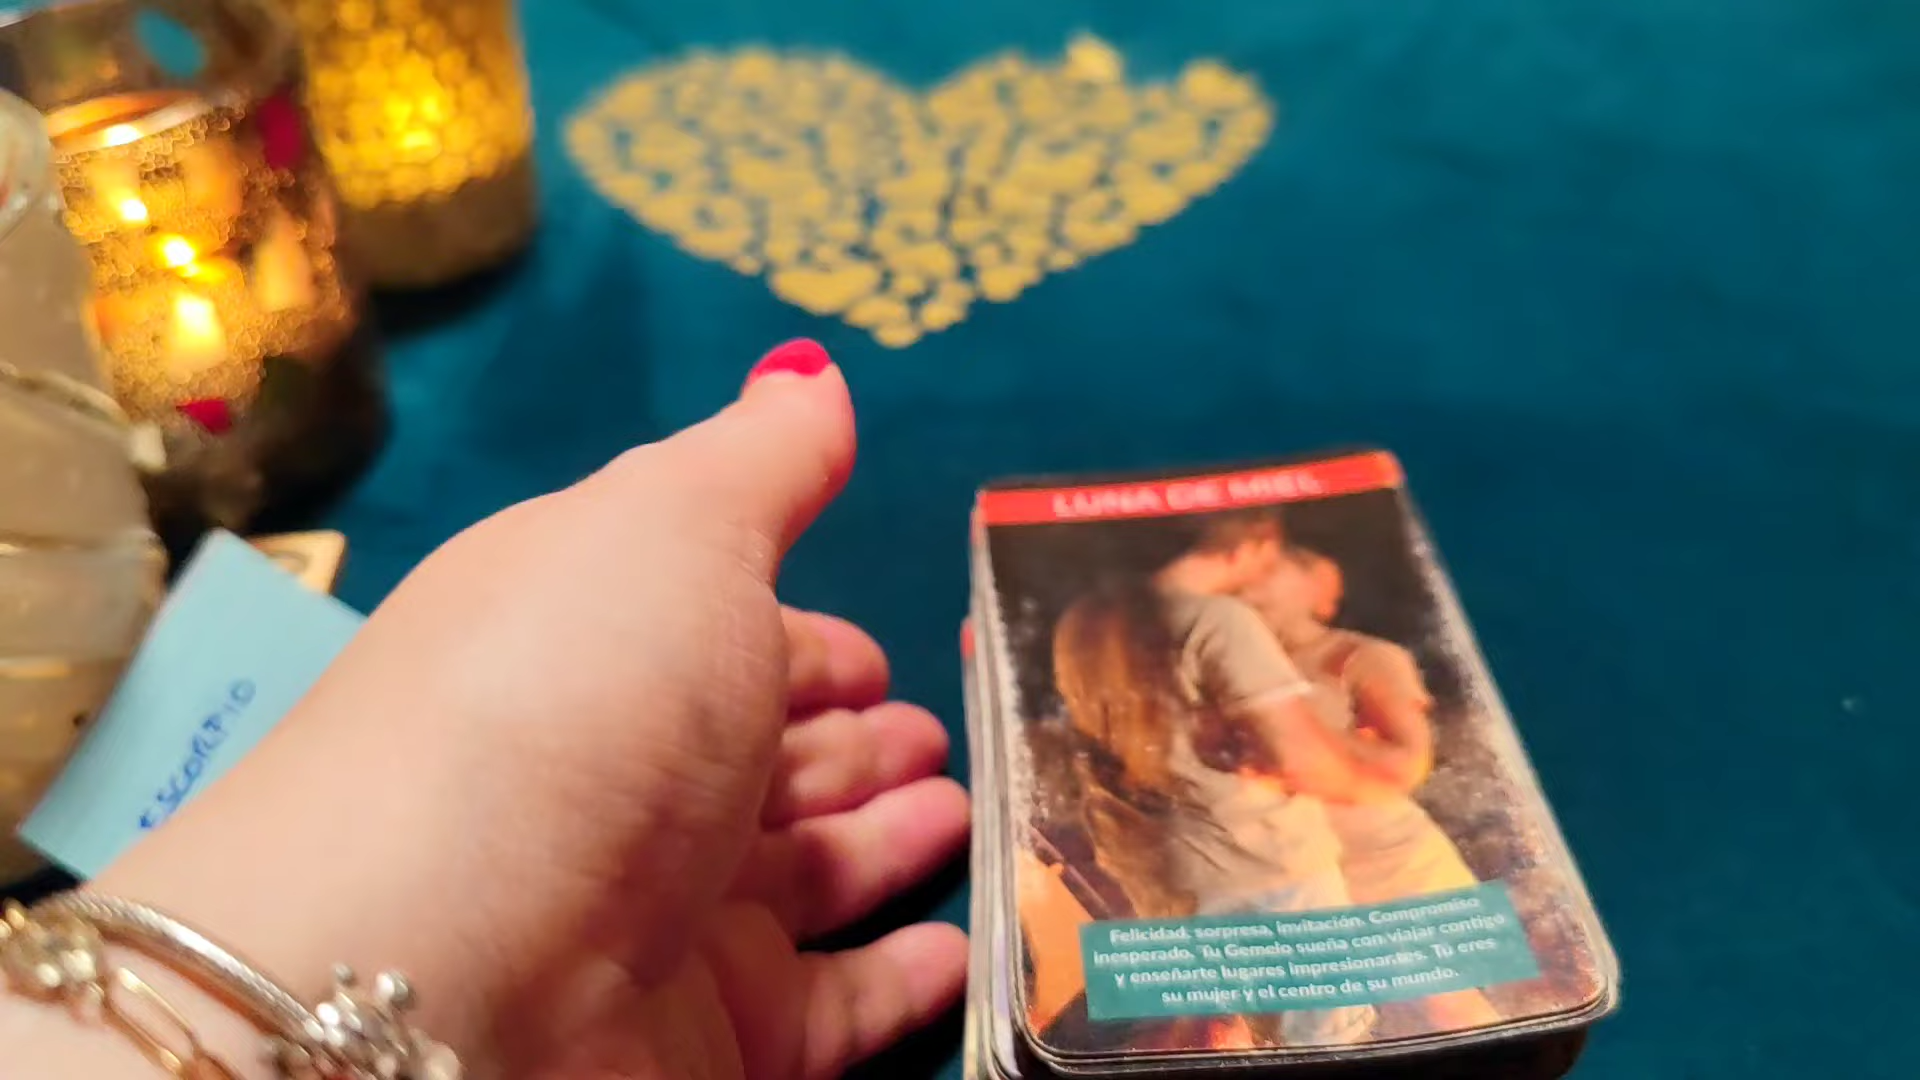 LUNA DE MIEL
Felicidad, sorpresa, invitación. Compromiso
inesperado. Tu Gemelo sueña con viajar contigo
y enseñarte lugares impresionantes. Tú eres
su mujer y el centro de su mundo.
ESCORPIO